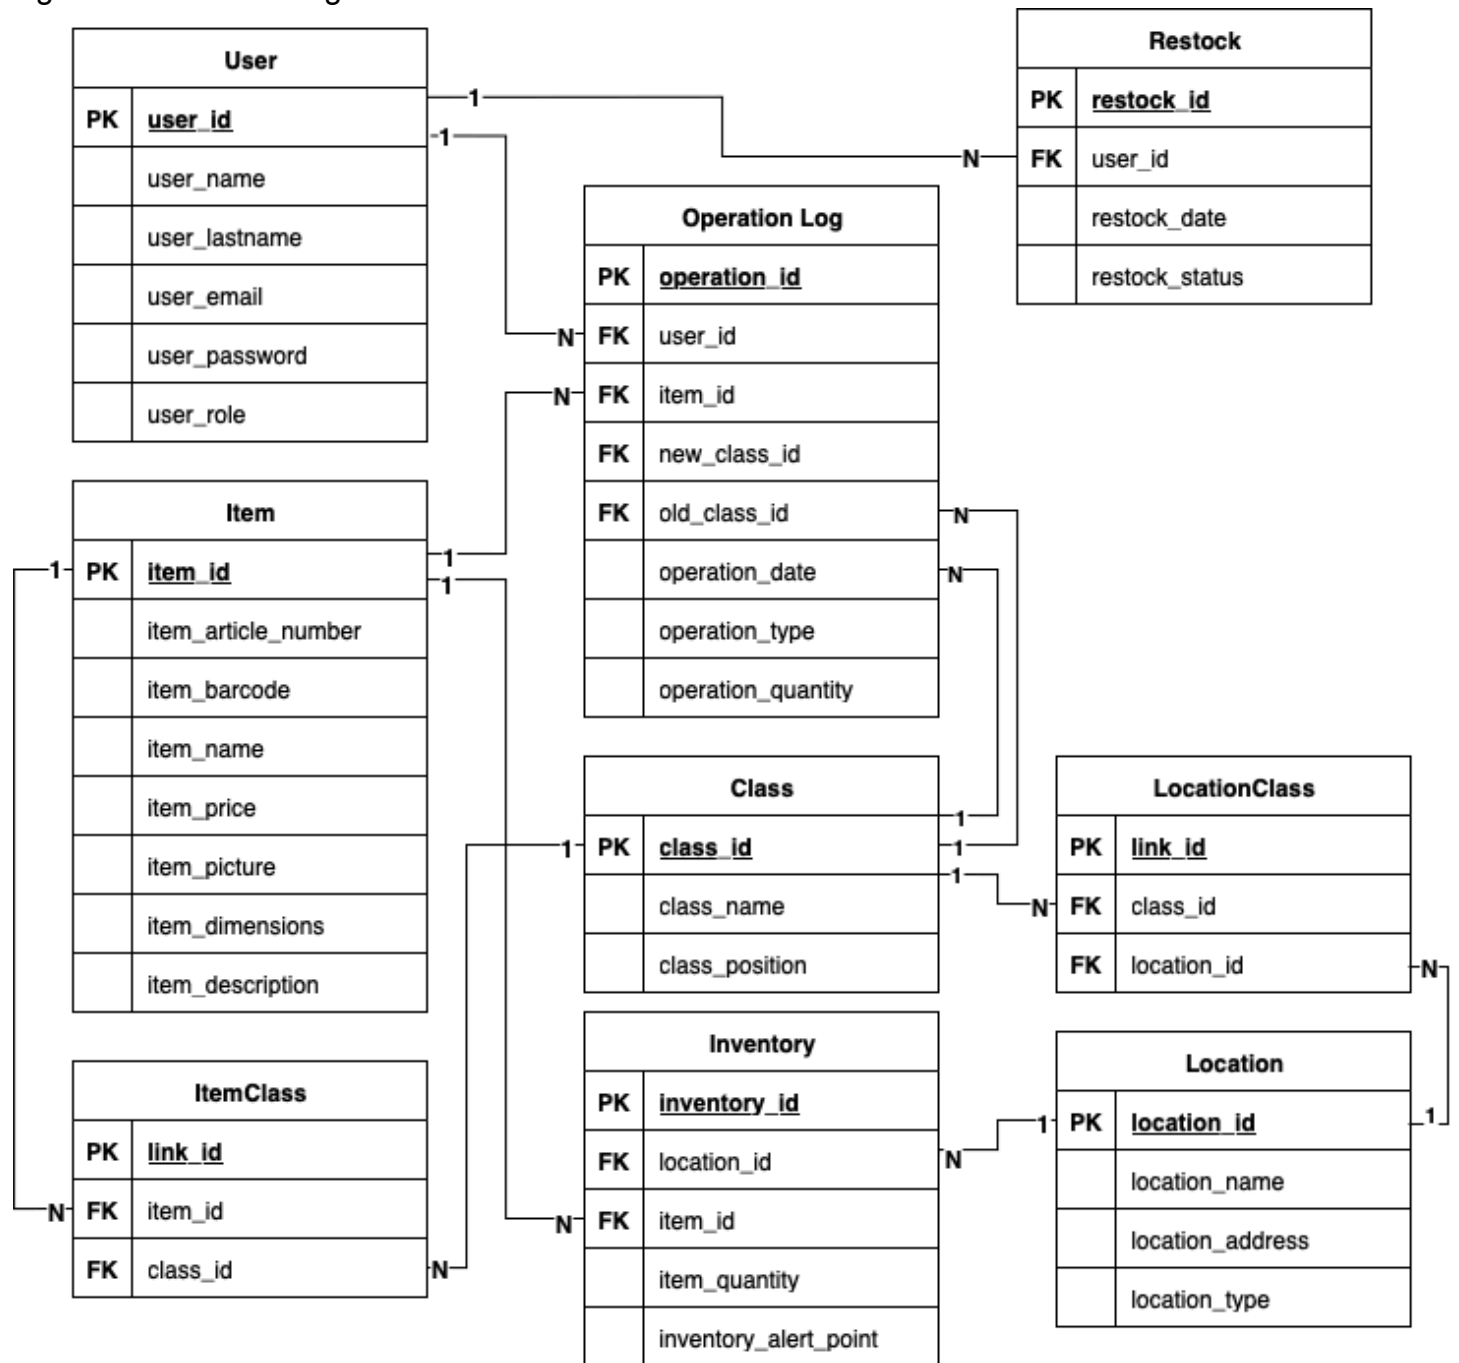 User
PK user_id
user_name
user_lastname
user_email
user_password
user_role
Restock
PK restock_id
FK user_id
restock_date
restock_status
Operation Log
PK operation_id
FK user_id
FK item_id
FK new_class_id
FK old_class_id
operation_date
operation_type
operation_quantity
Item
PK item_id
item_article_number
item_barcode
item_name
item_price
item_picture
item_dimensions
item_description
Class
PK class_id
class_name
class_position
LocationClass
PK link_id
FK class_id
FK location_id
ItemClass
PK link_id
FK item_id
FK class_id
Inventory
PK inventory_id
FK location_id
FK item_id
item_quantity
inventory_alert_point
Location
PK location_id
location_name
location_address
location_type
1
N
1
N
1
N
1
N
1
N
1
N
1
N
1
N
1
N
1
N
1
N